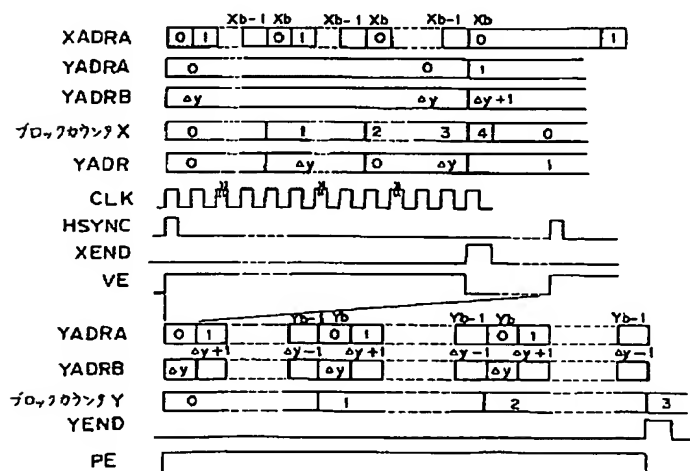 Xb-1 Xb Xb-1 Xb Xb-1 Xb
XADRA 0 1 0 1 0 0 1
YADRA 0 0 1
YADRB Δy Δy Δy+1
ブロックカウンタX 0 1 2 3 4 0
YADR 0 Δy 0 Δy 1
CLK
HSYNC
XEND
VE
Yb-1 Yb Yb-1 Yb Yb-1
YADRA 0 1 0 1 0 1
Δy+1 Δy-1 Δy+1 Δy-1 Δy+1 Δy-1
YADRB Δy Δy Δy
ブロックカウンタY 0 1 2 3
YEND
PE